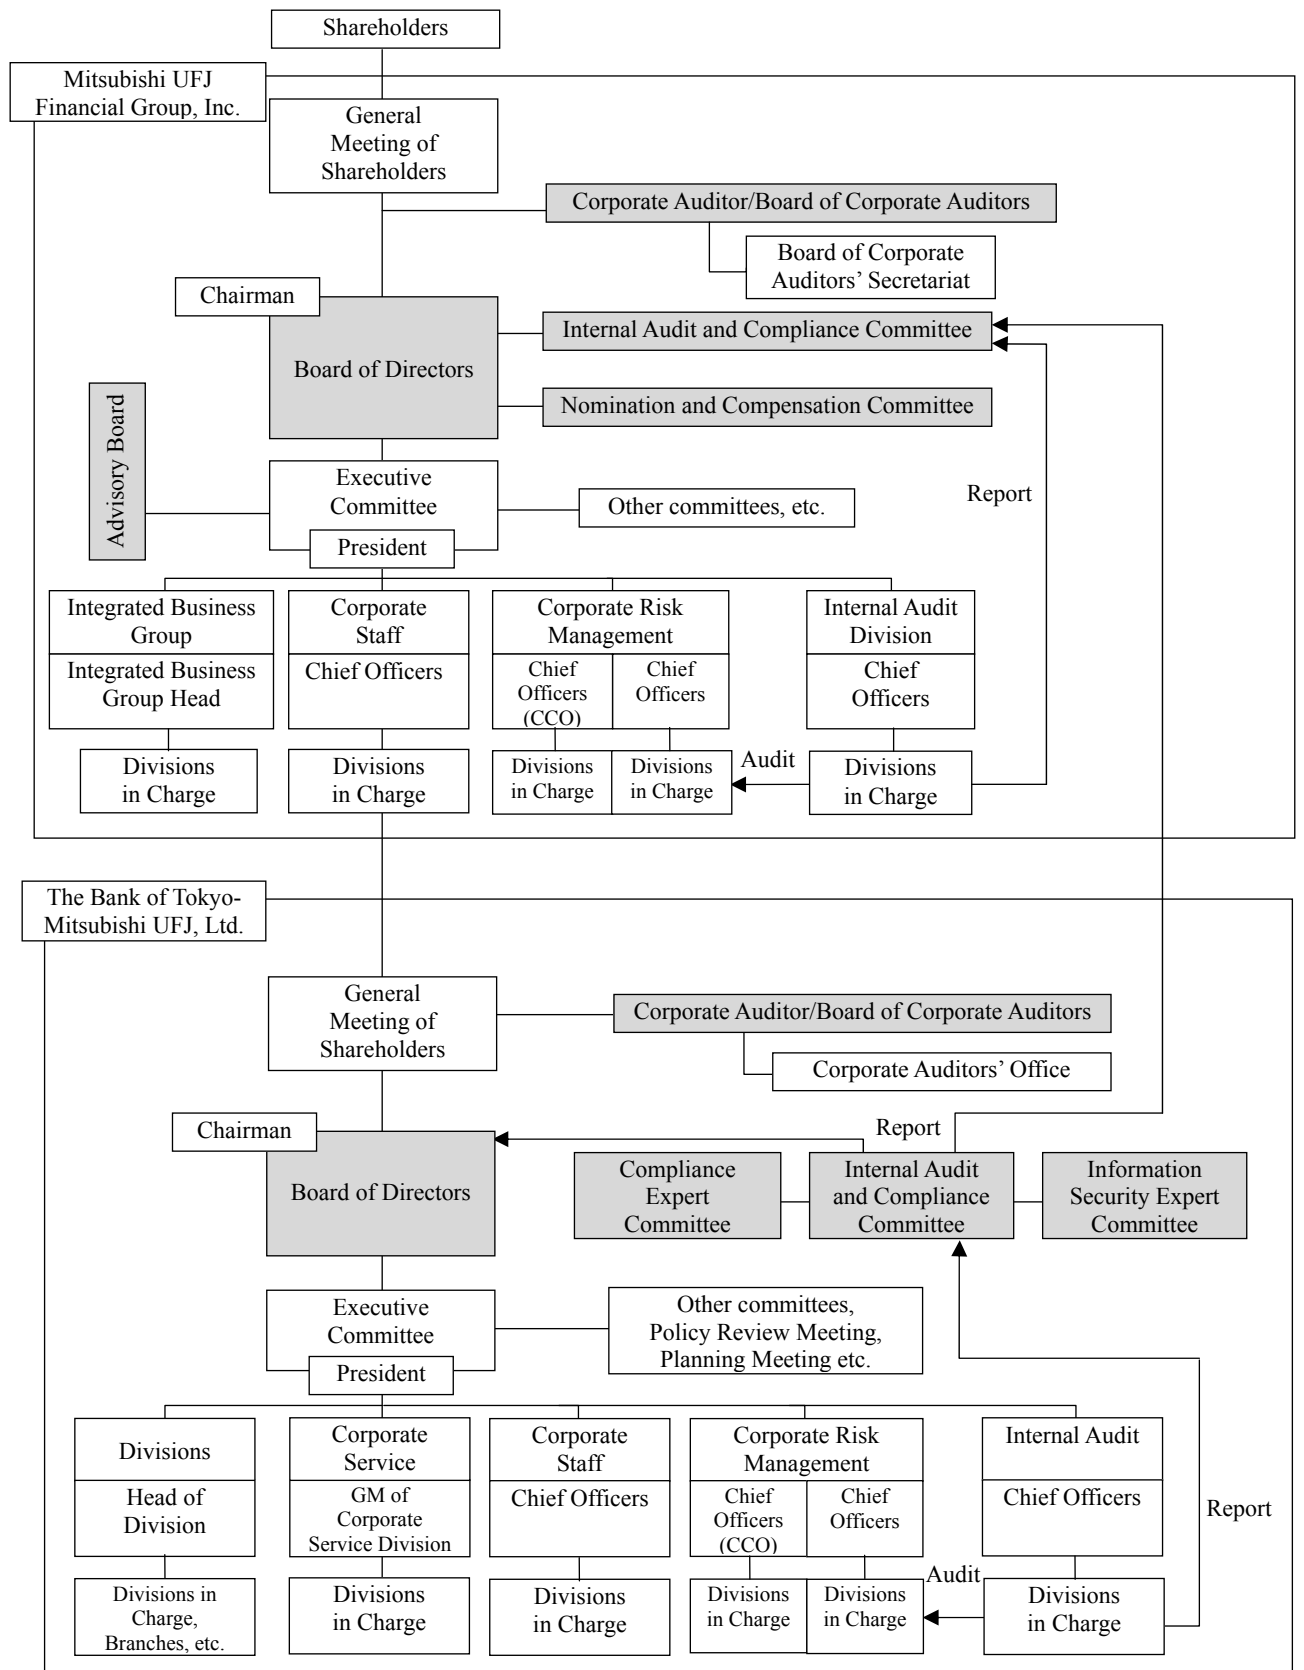 Shareholders
Mitsubishi UFJ
Financial Group, Inc.
General
Meeting of
Shareholders
Corporate Auditor/Board of Corporate Auditors
Board of Corporate
Auditors’ Secretariat
Chairman
Board of Directors
Internal Audit and Compliance Committee
Nomination and Compensation Committee
Advisory Board
Executive
Committee
Other committees, etc.
Report
President
Integrated Business
Group
Integrated Business
Group Head
Divisions
in Charge
Corporate
Staff
Chief Officers
Divisions
in Charge
Corporate Risk
Management
Chief
Officers
(CCO)
Divisions
in Charge
Chief
Officers
Divisions
in Charge
Audit
Internal Audit
Division
Chief
Officers
Divisions
in Charge
The Bank of Tokyo-
Mitsubishi UFJ, Ltd.
General
Meeting of
Shareholders
Corporate Auditor/Board of Corporate Auditors
Corporate Auditors’ Office
Chairman
Board of Directors
Report
Compliance
Expert
Committee
Internal Audit
and Compliance
Committee
Information
Security Expert
Committee
Executive
Committee
Other committees,
Policy Review Meeting,
Planning Meeting etc.
President
Divisions
Head of
Division
Divisions in
Charge,
Branches, etc.
Corporate
Service
GM of
Corporate
Service Division
Divisions
in Charge
Corporate
Staff
Chief Officers
Divisions
in Charge
Corporate Risk
Management
Chief
Officers
(CCO)
Divisions
in Charge
Chief
Officers
Divisions
in Charge
Audit
Internal Audit
Chief Officers
Divisions
in Charge
Report